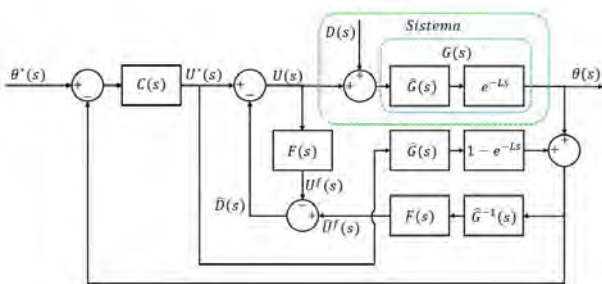 Sistema
D(s)
G(s)
θ*(s) C(s) U*(s) U(s) G̃(s) e^{-Ls} θ(s)
F(s) G̃(s) 1 − e^{-Ls}
U^f(s)
D̃(s)
Ũ^f(s) F(s) G̃^{-1}(s)